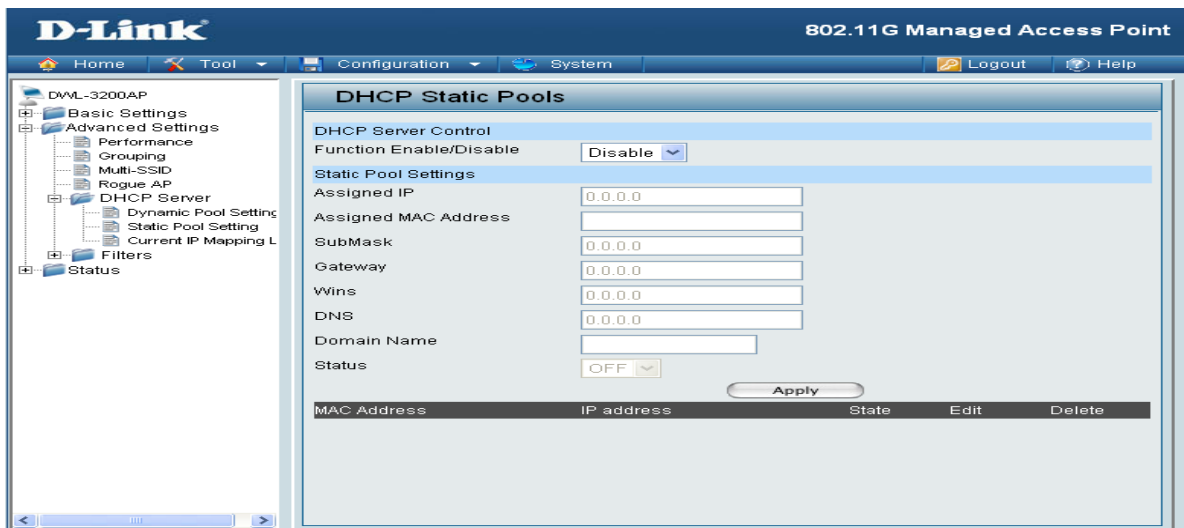 D-Link
802.11G Managed Access Point
Home Tool Configuration System Logout Help
DWL-3200AP
Basic Settings
Advanced Settings
Performance
Grouping
Multi-SSID
Rogue AP
DHCP Server
Dynamic Pool Setting
Static Pool Setting
Current IP Mapping L
Filters
Status
DHCP Static Pools
DHCP Server Control
Function Enable/Disable Disable
Static Pool Settings
Assigned IP 0.0.0.0
Assigned MAC Address
SubMask 0.0.0.0
Gateway 0.0.0.0
Wins 0.0.0.0
DNS 0.0.0.0
Domain Name
Status OFF
Apply
MAC Address IP address State Edit Delete